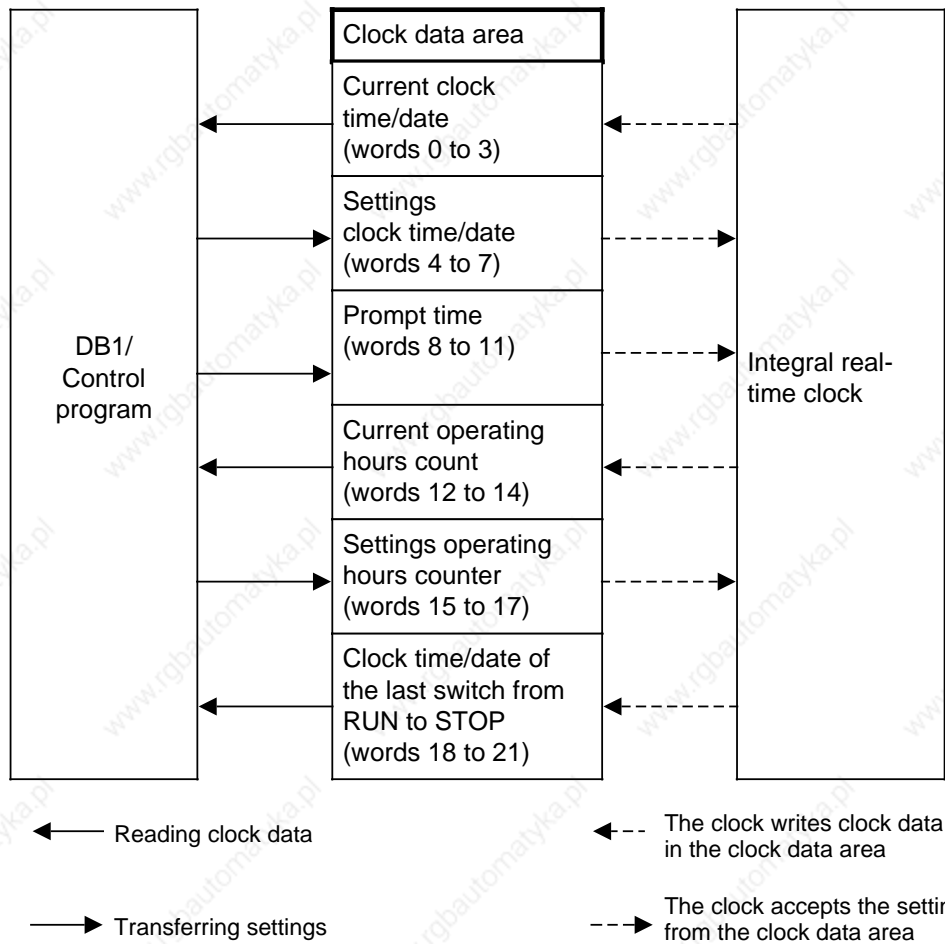 Clock data area
Current clock
time/date
(words 0 to 3)
Settings
clock time/date
(words 4 to 7)
Prompt time
(words 8 to 11)
DB1/
Control
program
Integral real-
time clock
Current operating
hours count
(words 12 to 14)
Settings operating
hours counter
(words 15 to 17)
Clock time/date of
the last switch from
RUN to STOP
(words 18 to 21)
Reading clock data
The clock writes clock data
in the clock data area
Transferring settings
The clock accepts the settin
from the clock data area
www.rgbautomatyka.pl